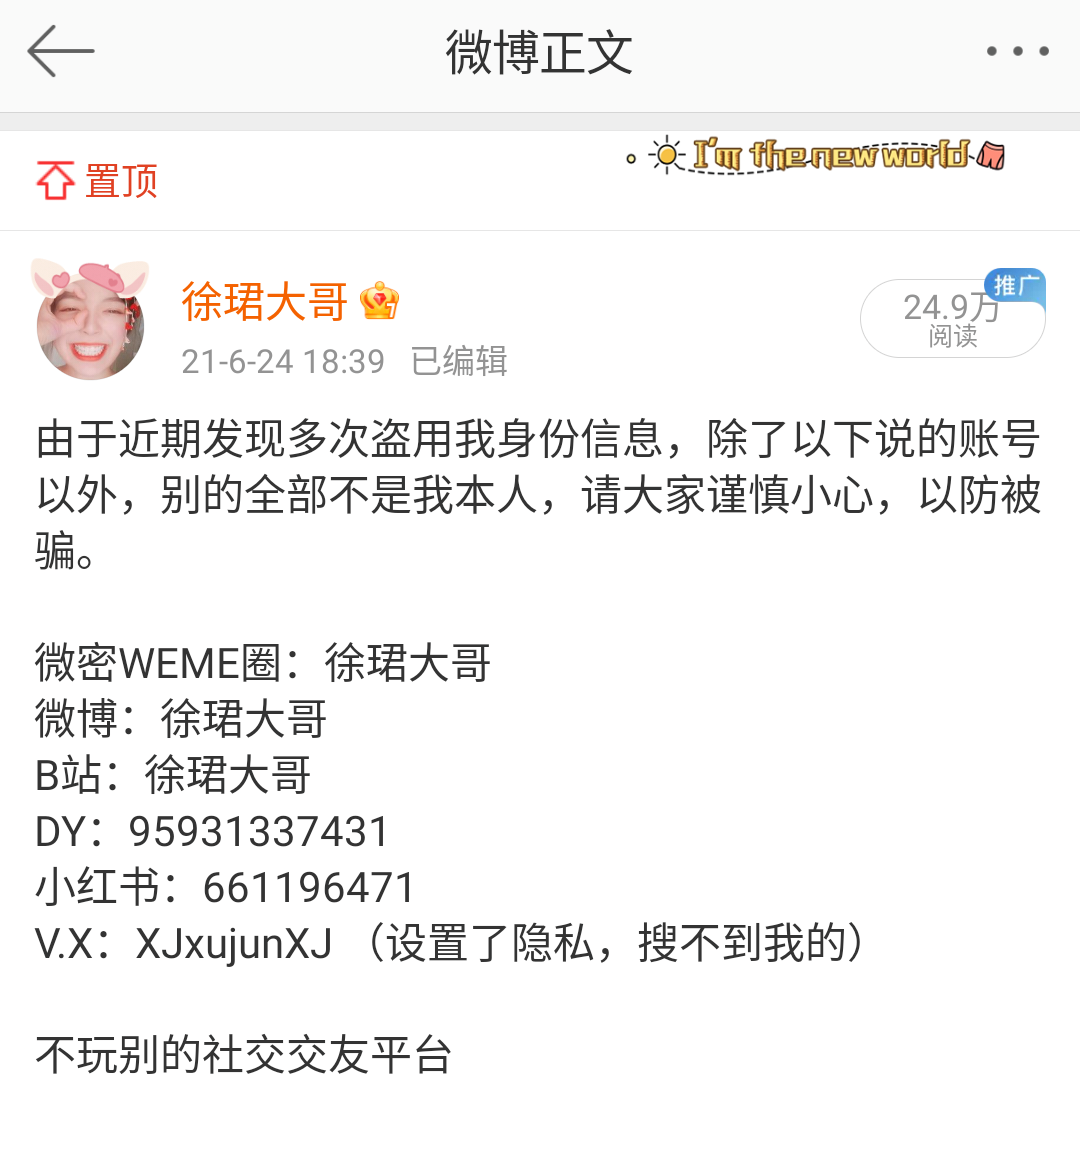 微博正文
置顶
I'm the new world
徐珺大哥
21-6-24 18:39 已编辑
推广
24.9万
阅读
由于近期发现多次盗用我身份信息，除了以下说的账号
以外，别的全部不是我本人，请大家谨慎小心，以防被
骗。
微密WEME圈：徐珺大哥
微博：徐珺大哥
B站：徐珺大哥
DY：95931337431
小红书：661196471
V.X：XJxujunXJ （设置了隐私，搜不到我的）
不玩别的社交交友平台